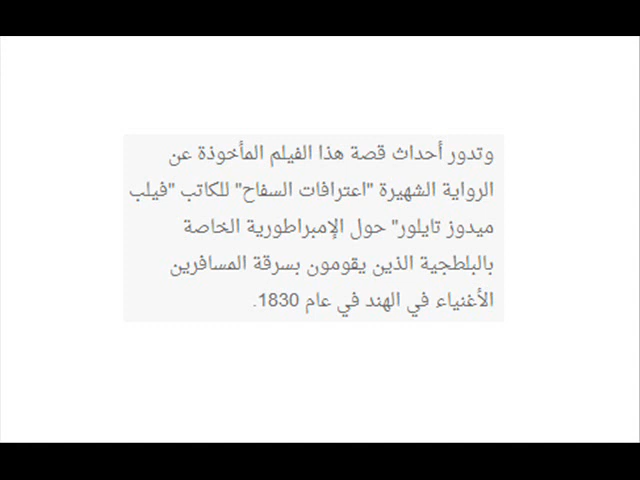 وتدور أحداث قصة هذا الفيلم المأخوذة عن
الرواية الشهيرة "اعترافات السفاح" للكاتب "فيلب
ميدوز تايلور" حول الإمبراطورية الخاصة
بالبلطجية الذين يقومون بسرقة المسافرين
الأغنياء في الهند في عام 1830.